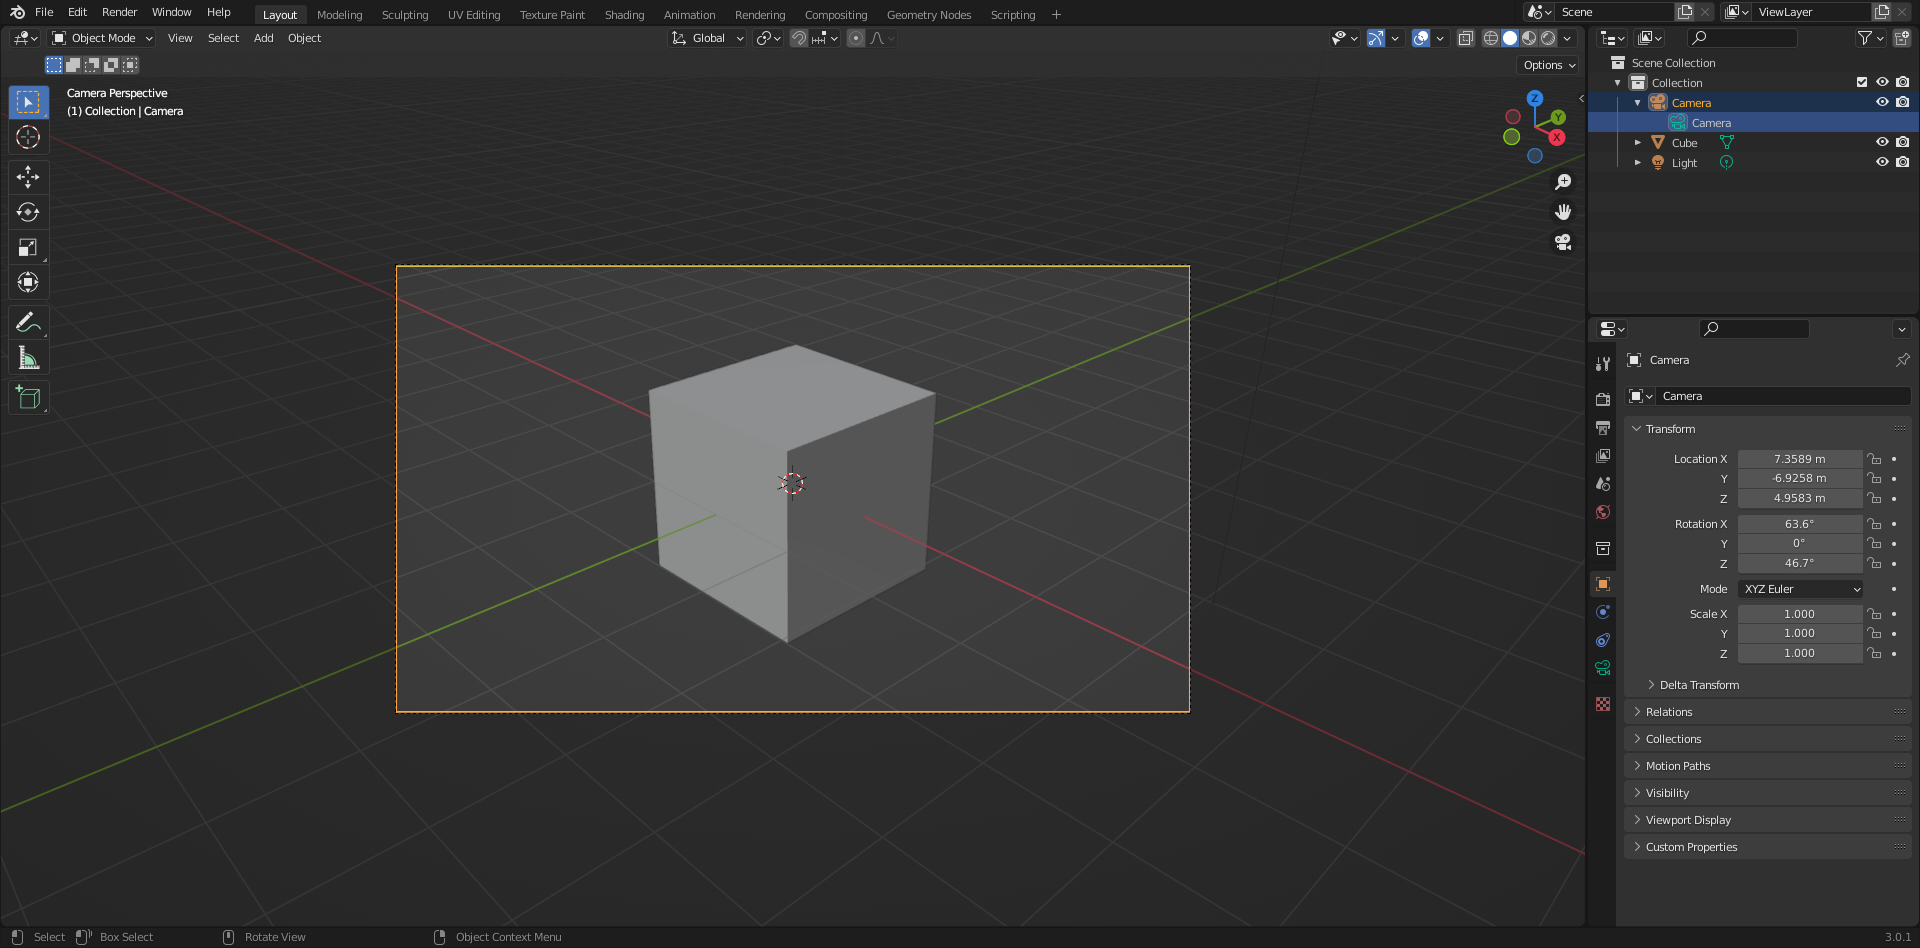 File Edit Render Window Help Layout Modeling Sculpting UV Editing Texture Paint Shading Animation Rendering Compositing Geometry Nodes Scripting + Scene ViewLayer
Object Mode View Select Add Object Global
Options
Camera Perspective
(1) Collection | Camera
Z
Y
X
Scene Collection
Collection
Camera
Camera
Cube
Light
Camera
Camera
Transform
Location X 7.3589 m
Y -6.9258 m
Z 4.9583 m
Rotation X 63.6°
Y 0°
Z 46.7°
Mode XYZ Euler
Scale X 1.000
Y 1.000
Z 1.000
Delta Transform
Relations
Collections
Motion Paths
Visibility
Viewport Display
Custom Properties
Select Box Select Rotate View Object Context Menu 3.0.1